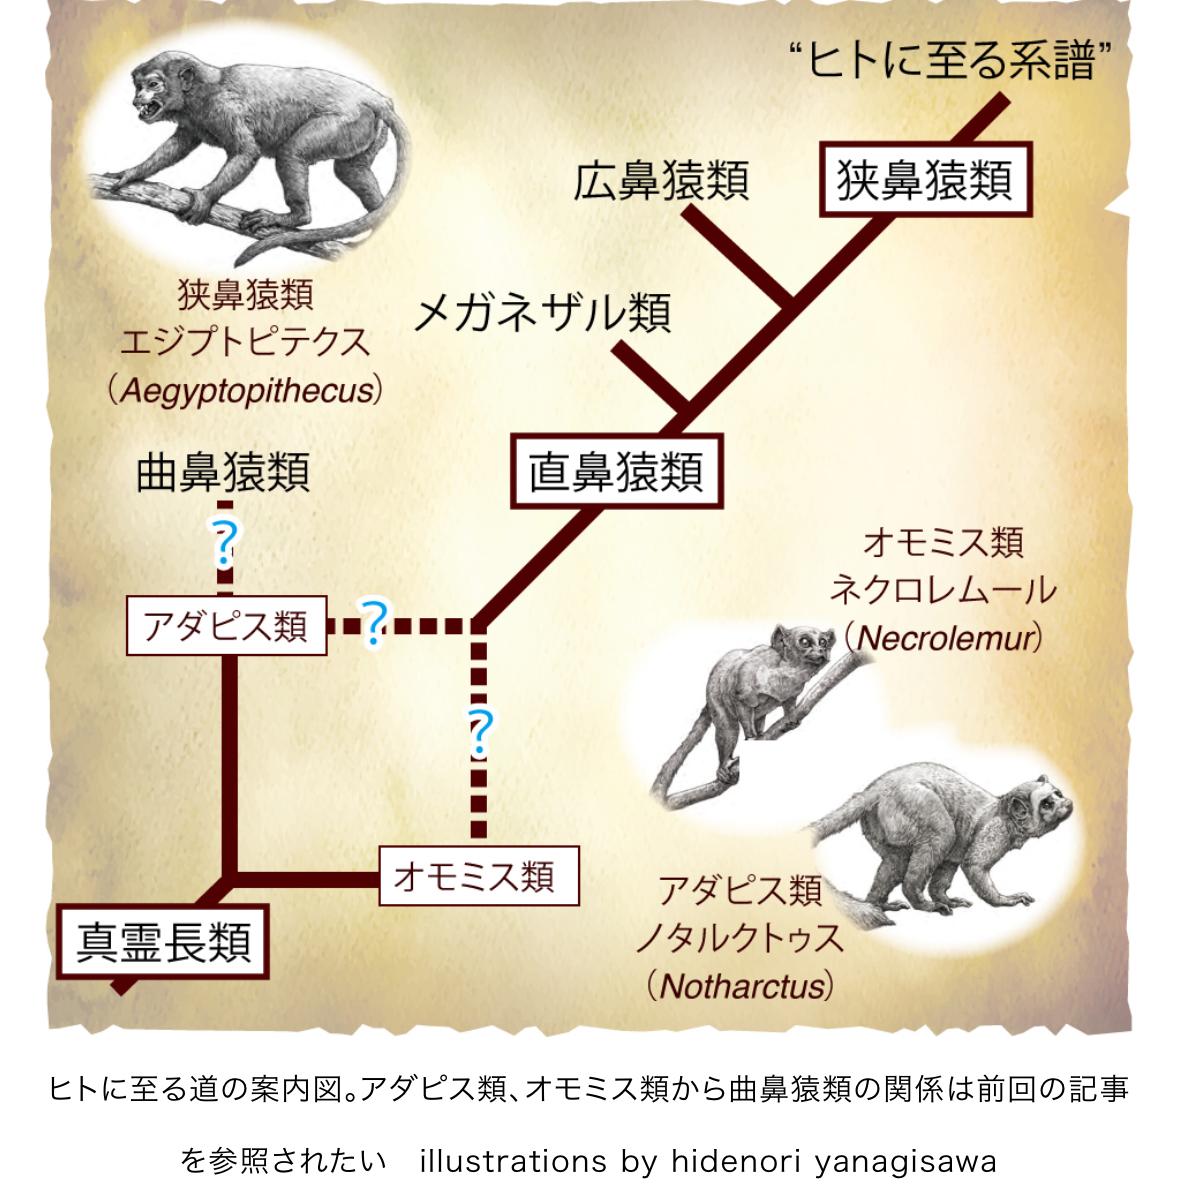 “ヒトに至る系譜”
広鼻猿類
狭鼻猿類
狭鼻猿類
エジプトピテクス
（Aegyptopithecus）
メガネザル類
曲鼻猿類
直鼻猿類
?
アダピス類
?
オモミス類
ネクロレムール
（Necrolemur）
?
オモミス類
アダピス類
ノタルクトゥス
（Notharctus）
真霊長類
ヒトに至る道の案内図。アダピス類、オモミス類から曲鼻猿類の関係は前回の記事
を参照されたい　illustrations by hidenori yanagisawa